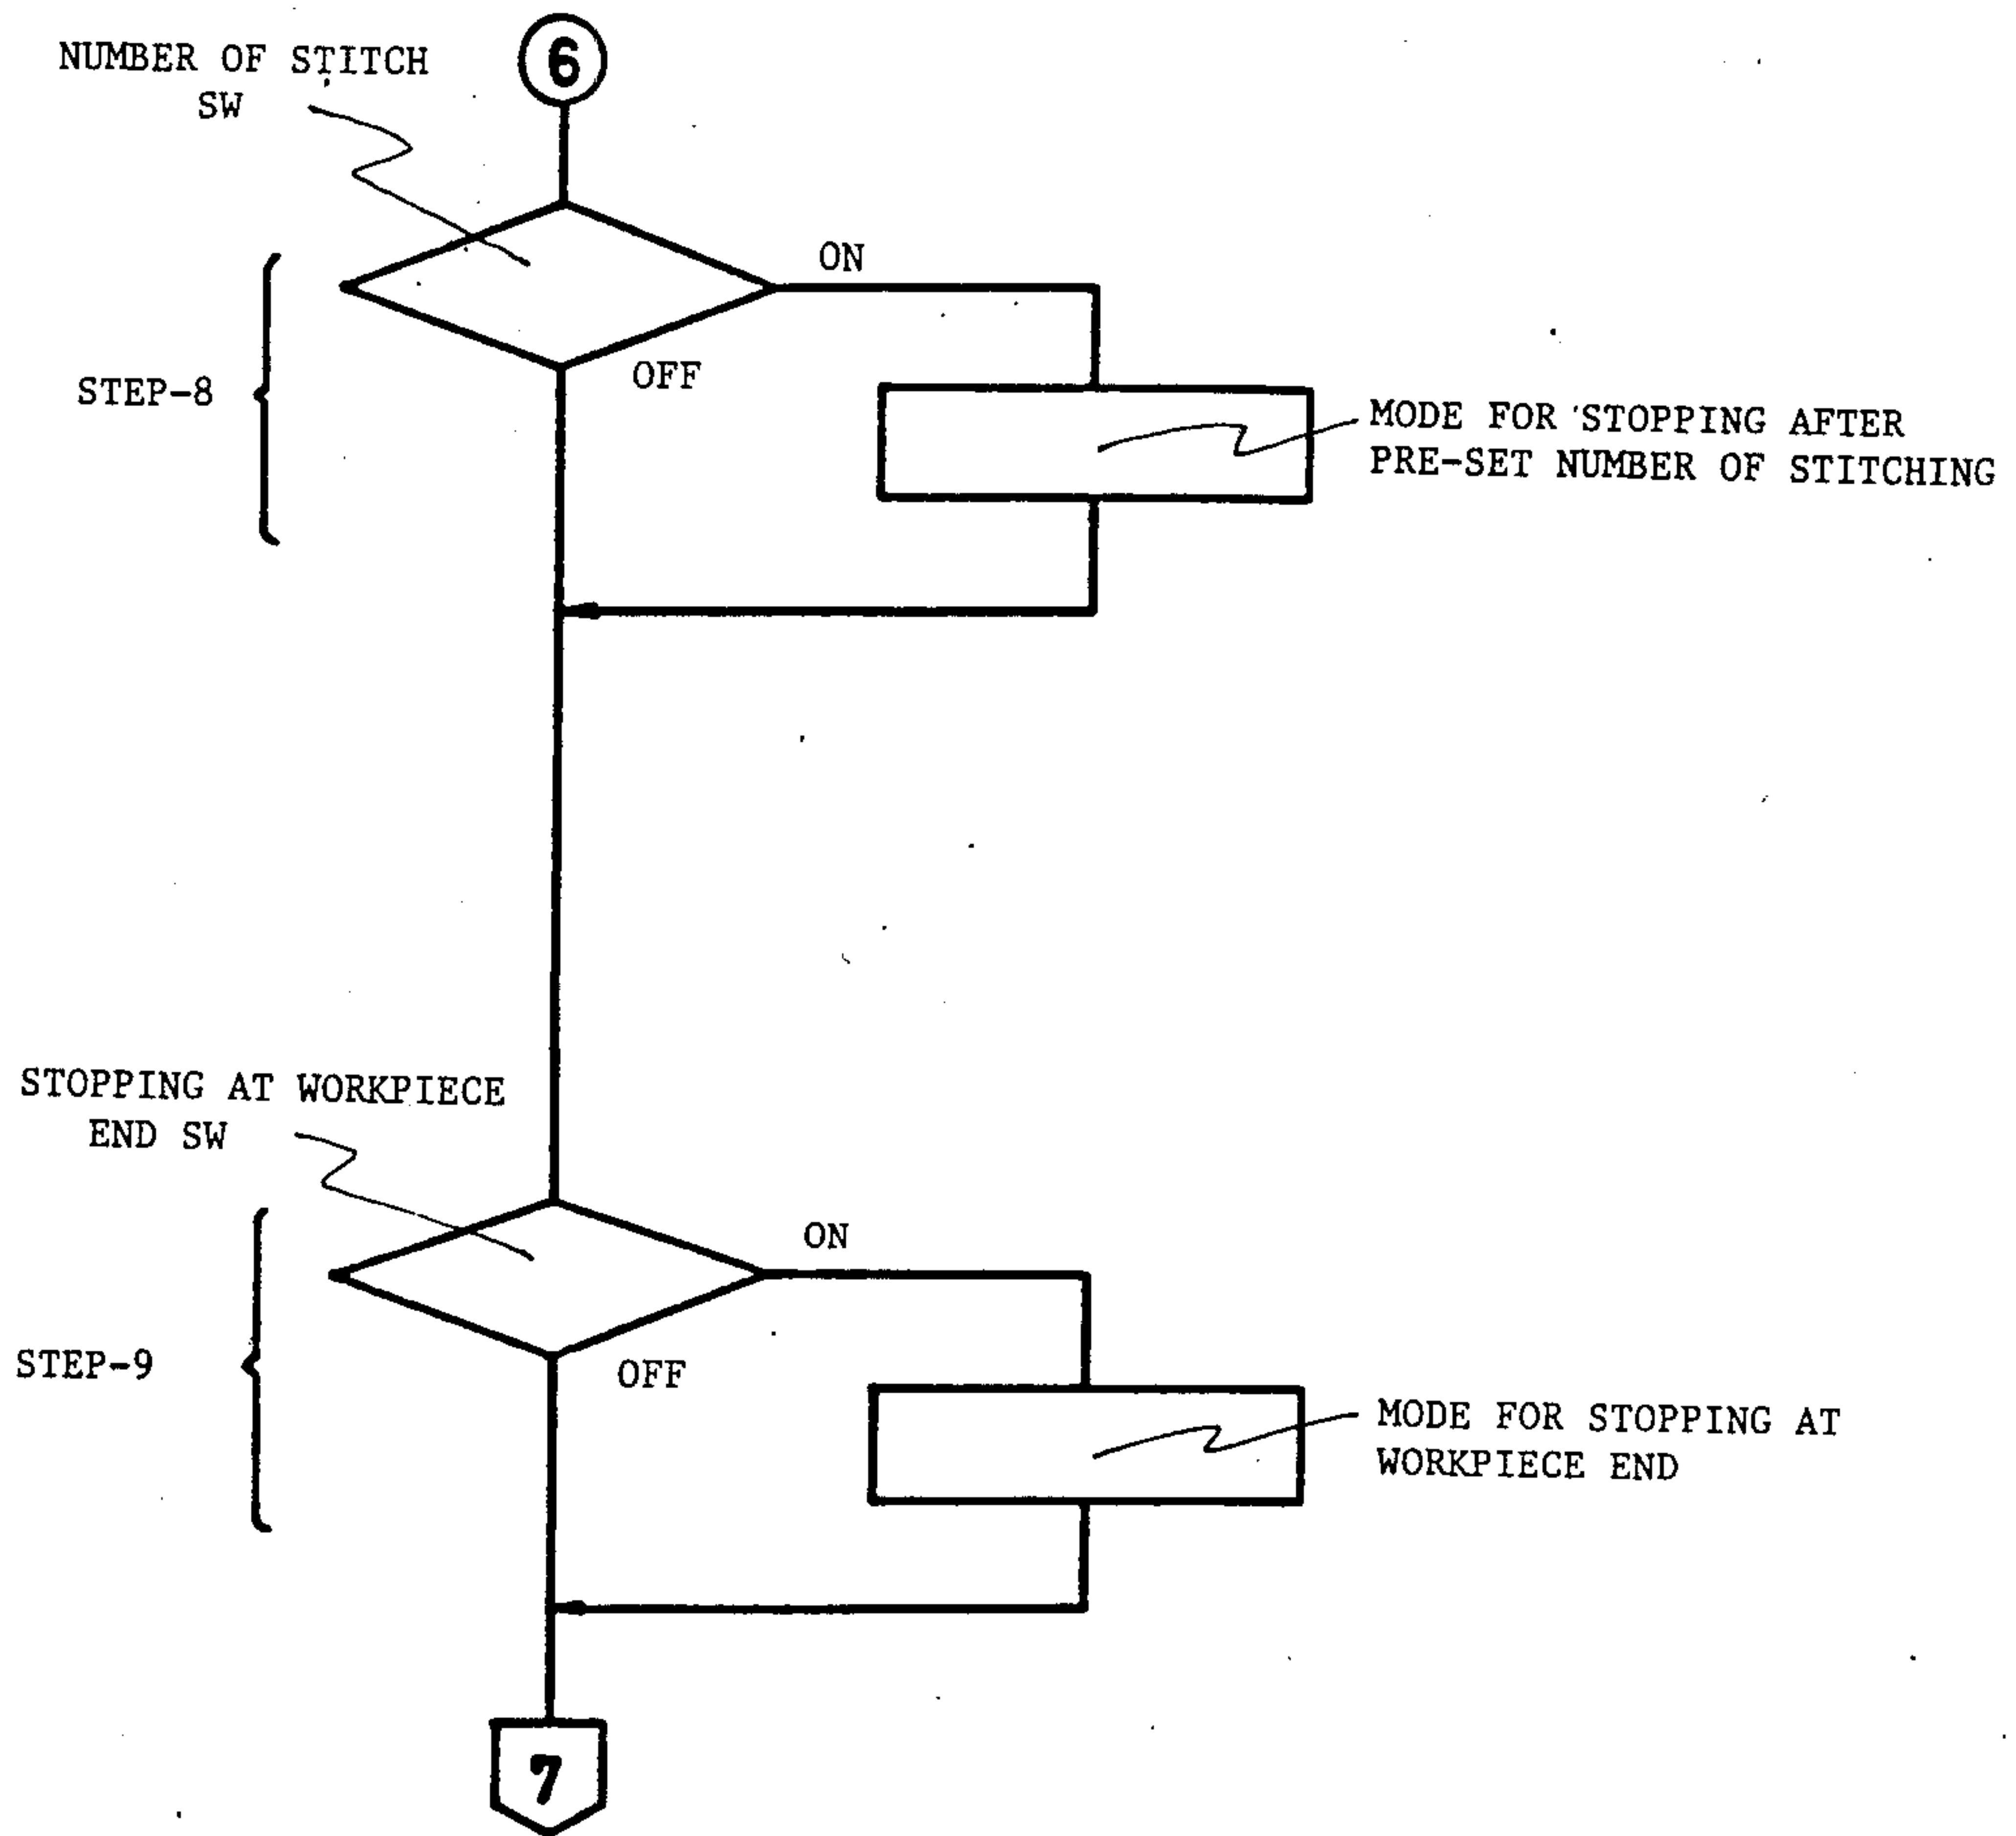 6
NUMBER OF STITCH
SW
ON
OFF
STEP-8
MODE FOR STOPPING AFTER
PRE-SET NUMBER OF STITCHING
STOPPING AT WORKPIECE
END SW
ON
OFF
STEP-9
MODE FOR STOPPING AT
WORKPIECE END
7